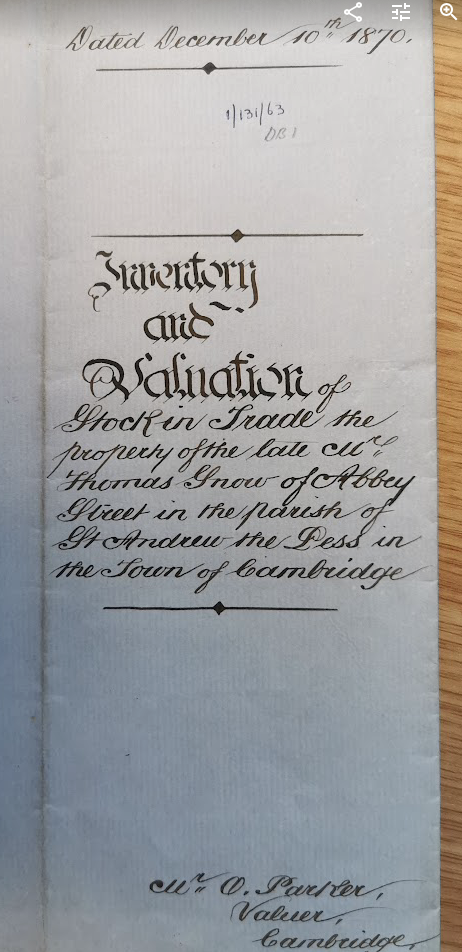 Dated December 10th 1870.
1/131/63
DB1
Inventory
and
Valuation of
Stock in Trade the
property of the late Mr
Thomas Snow of Abbey
Street in the parish of
St Andrew the Less in
the Town of Cambridge
Mr O. Parker,
Valuer,
Cambridge.